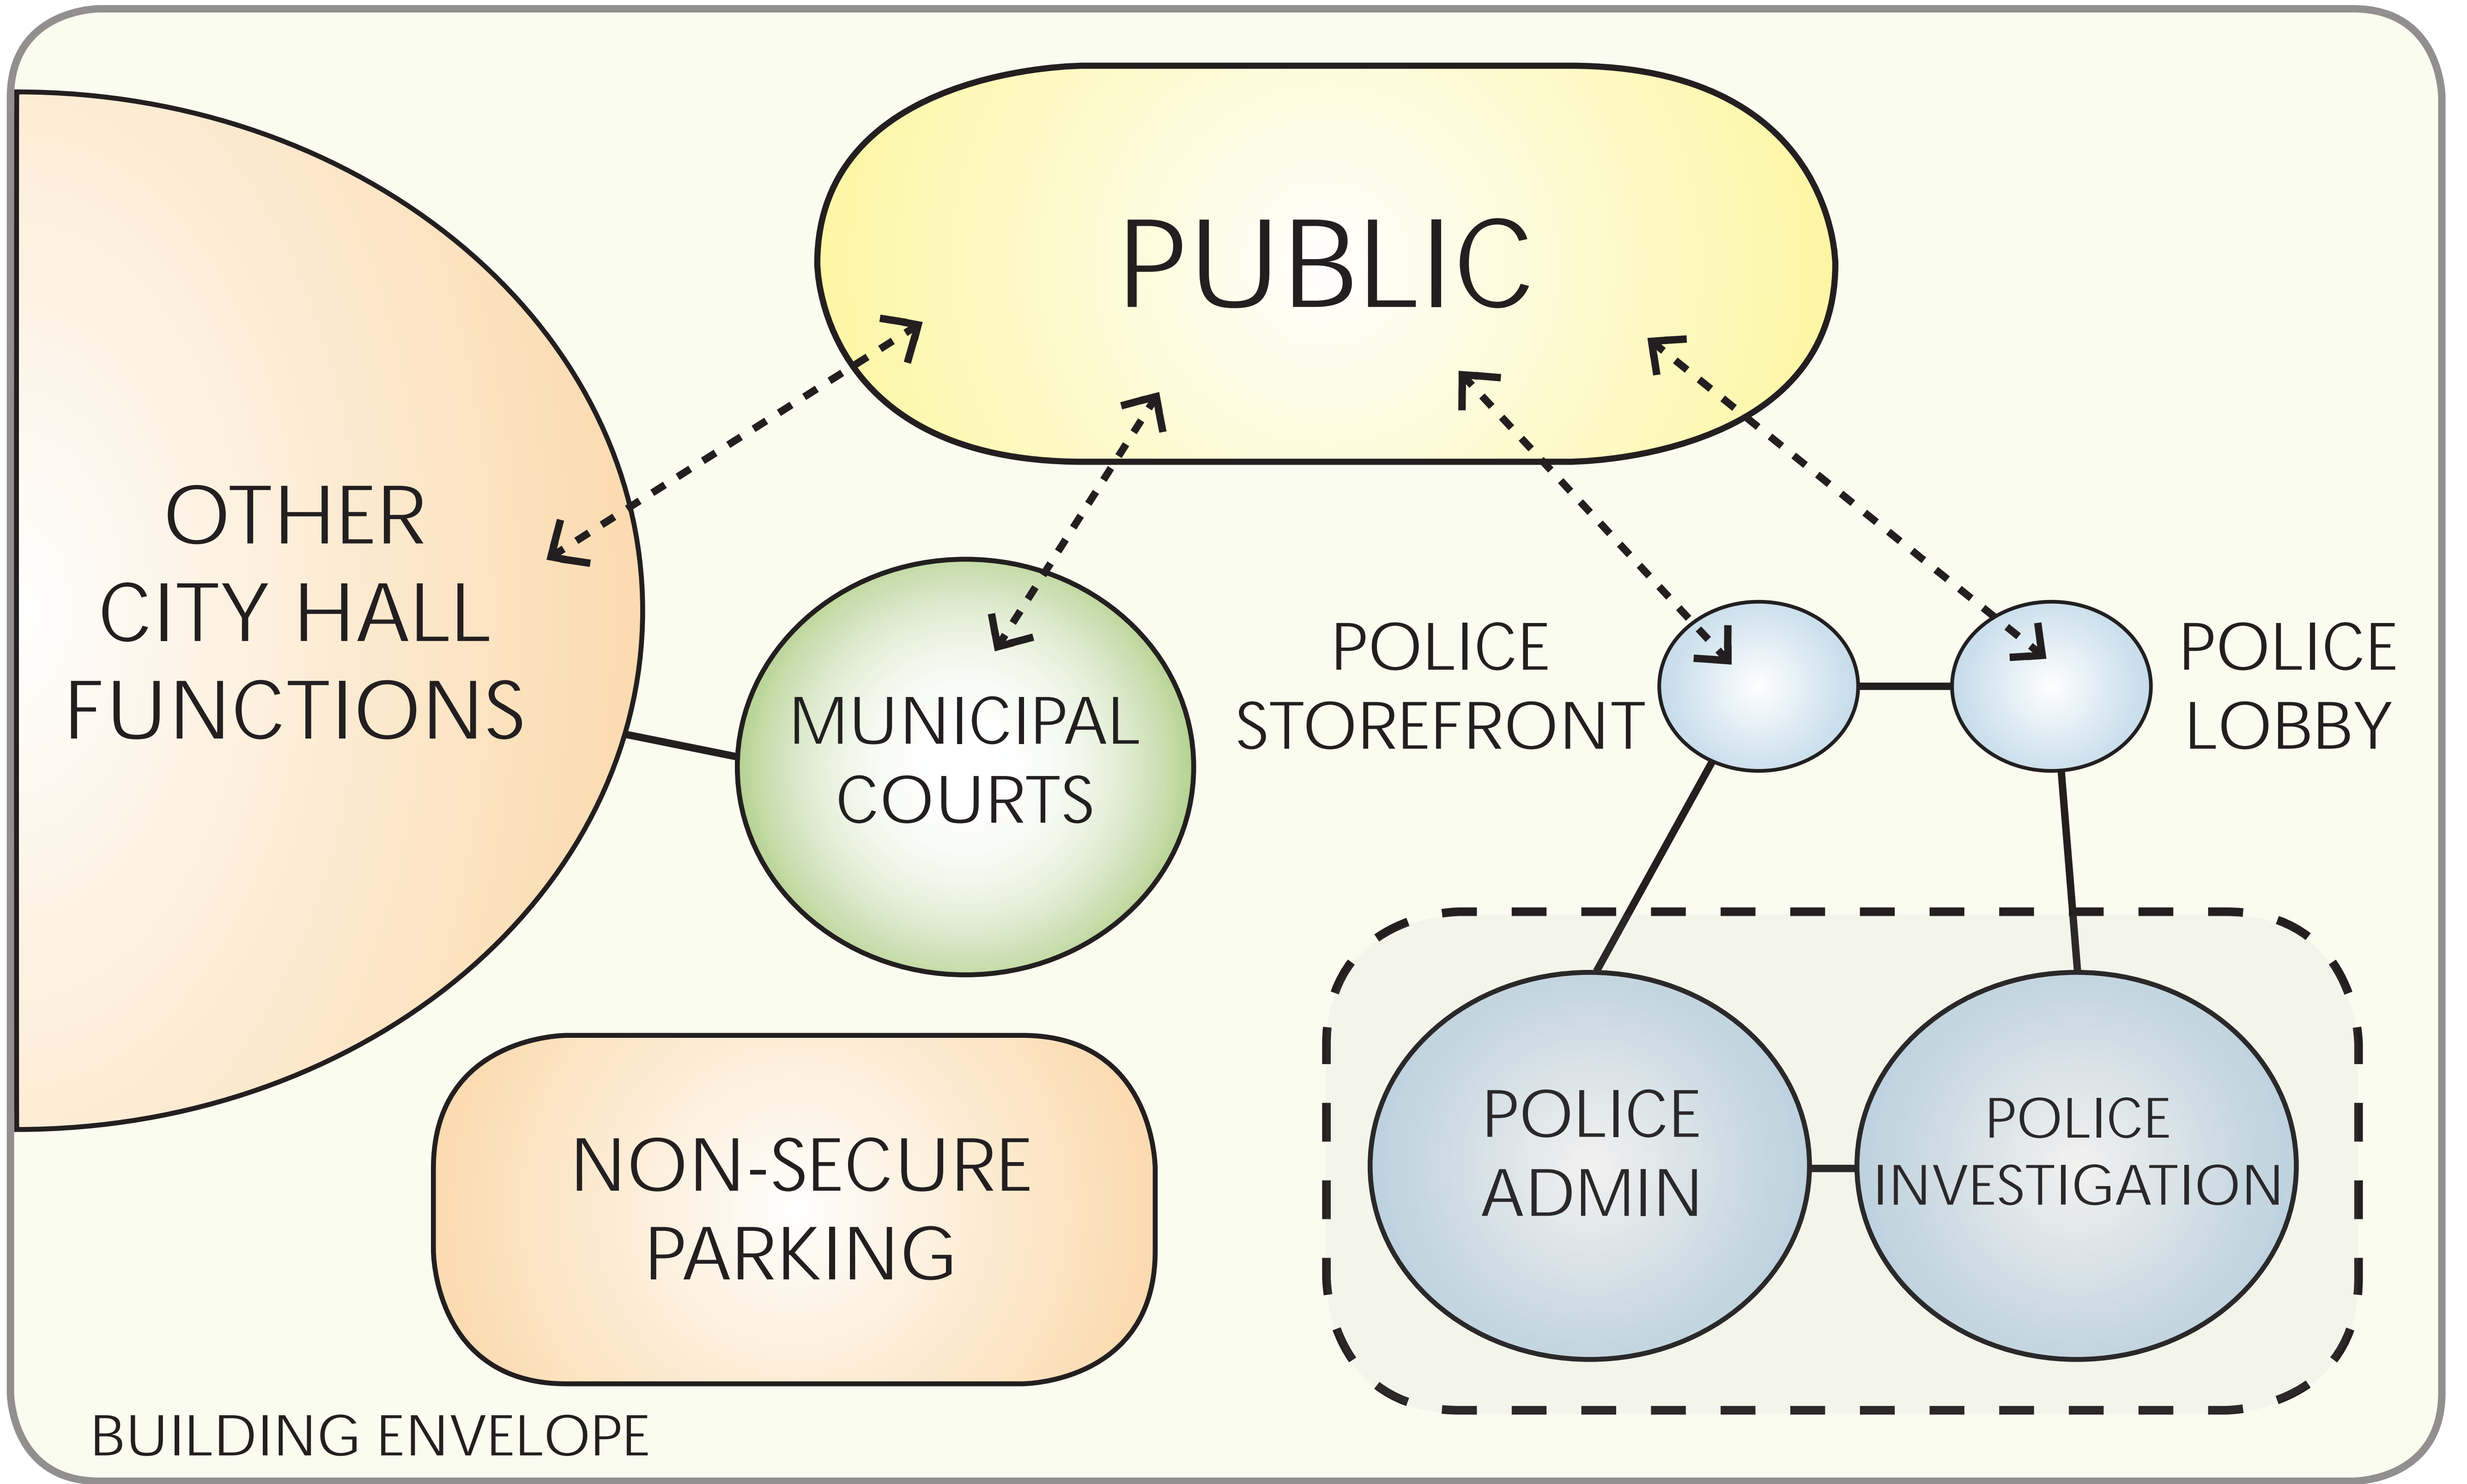 PUBLIC
OTHER
CITY HALL
FUNCTIONS
MUNICIPAL
COURTS
POLICE
STOREFRONT
POLICE
LOBBY
NON-SECURE
PARKING
POLICE
ADMIN
POLICE
INVESTIGATION
BUILDING ENVELOPE